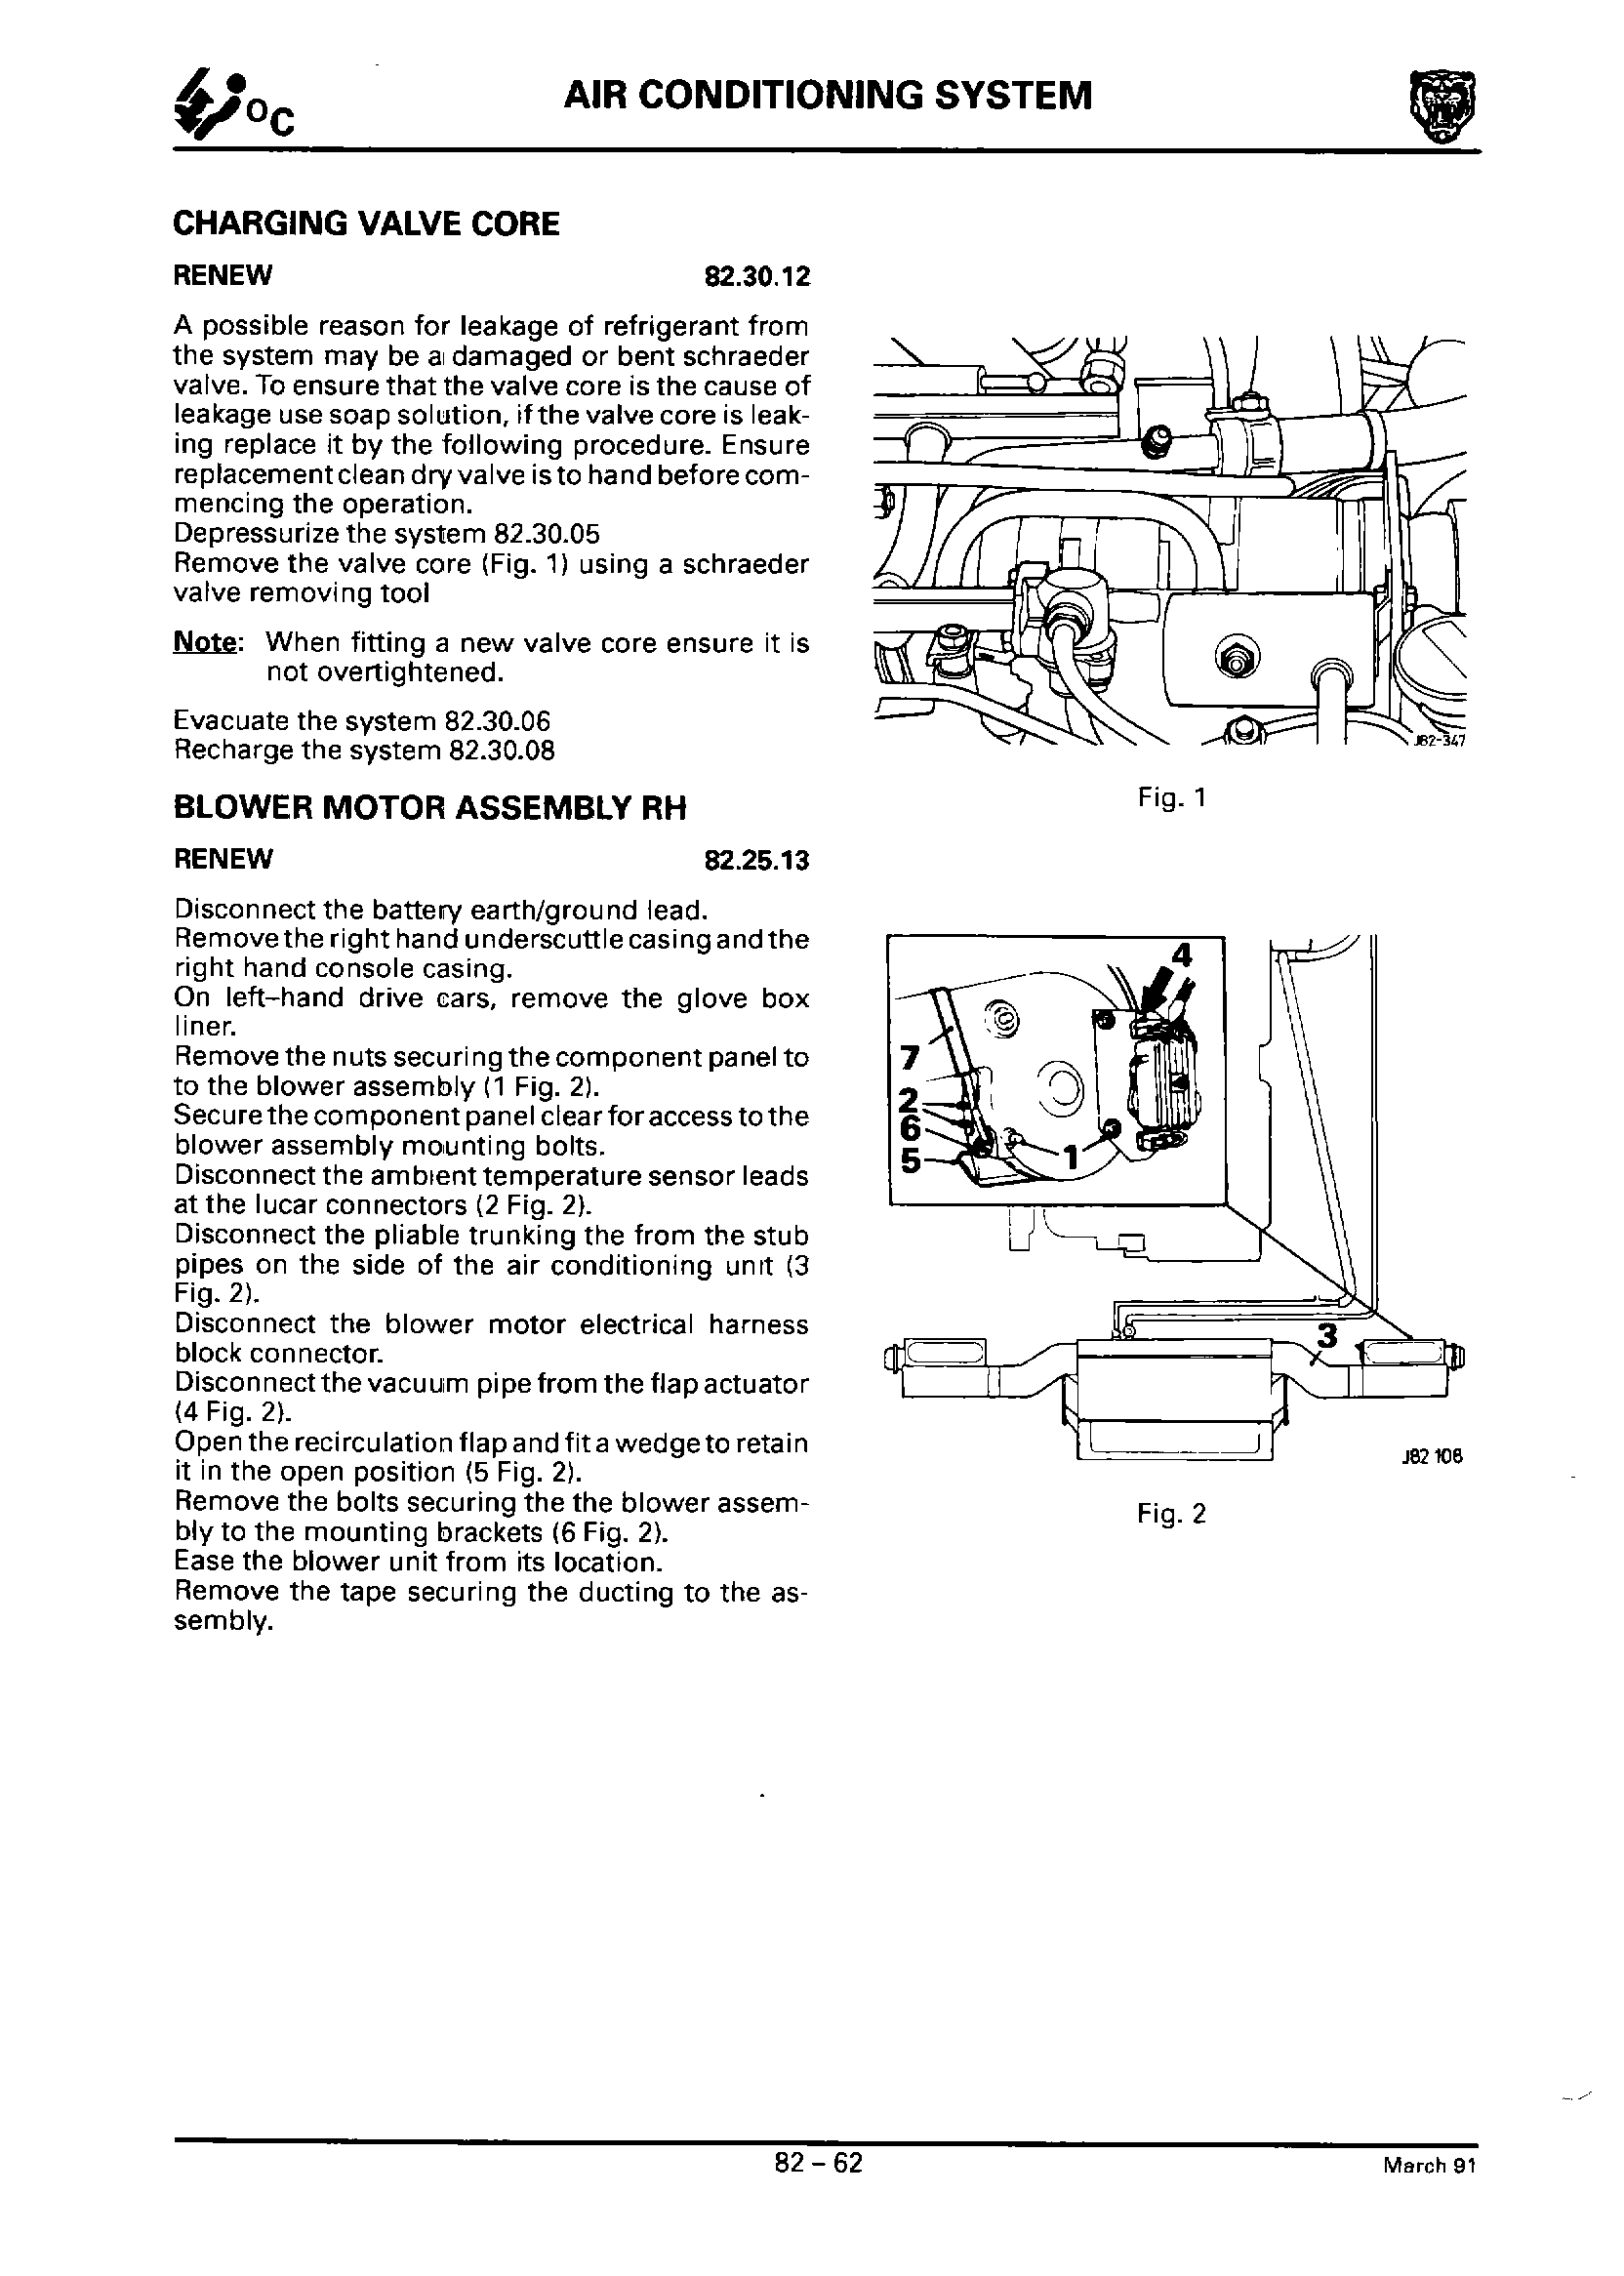 °C
AIR CONDITIONING SYSTEM
CHARGING VALVE CORE
RENEW 82.30.12
A possible reason for leakage of refrigerant from
the system may be a damaged or bent schraeder
valve. To ensure that the valve core is the cause of
leakage use soap solution, if the valve core is leak-
ing replace it by the following procedure. Ensure
replacement clean dry valve is to hand before com-
mencing the operation.
Depressurize the system 82.30.05
Remove the valve core (Fig. 1) using a schraeder
valve removing tool
Note: When fitting a new valve core ensure it is
not overtightened.
Evacuate the system 82.30.06
Recharge the system 82.30.08
BLOWER MOTOR ASSEMBLY RH
RENEW 82.25.13
Disconnect the battery earth/ground lead.
Remove the right hand underscuttle casing and the
right hand console casing.
On left-hand drive cars, remove the glove box
liner.
Remove the nuts securing the component panel to
to the blower assembly (1 Fig. 2).
Secure the component panel clear for access to the
blower assembly mounting bolts.
Disconnect the ambient temperature sensor leads
at the lucar connectors (2 Fig. 2).
Disconnect the pliable trunking the from the stub
pipes on the side of the air conditioning unit (3
Fig. 2).
Disconnect the blower motor electrical harness
block connector.
Disconnect the vacuum pipe from the flap actuator
(4 Fig. 2).
Open the recirculation flap and fit a wedge to retain
it in the open position (5 Fig. 2).
Remove the bolts securing the the blower assem-
bly to the mounting brackets (6 Fig. 2).
Ease the blower unit from its location.
Remove the tape securing the ducting to the as-
sembly.
J82-347
Fig. 1
4
7
2
6
5
1
3
J82 106
Fig. 2
82 – 62
March 91